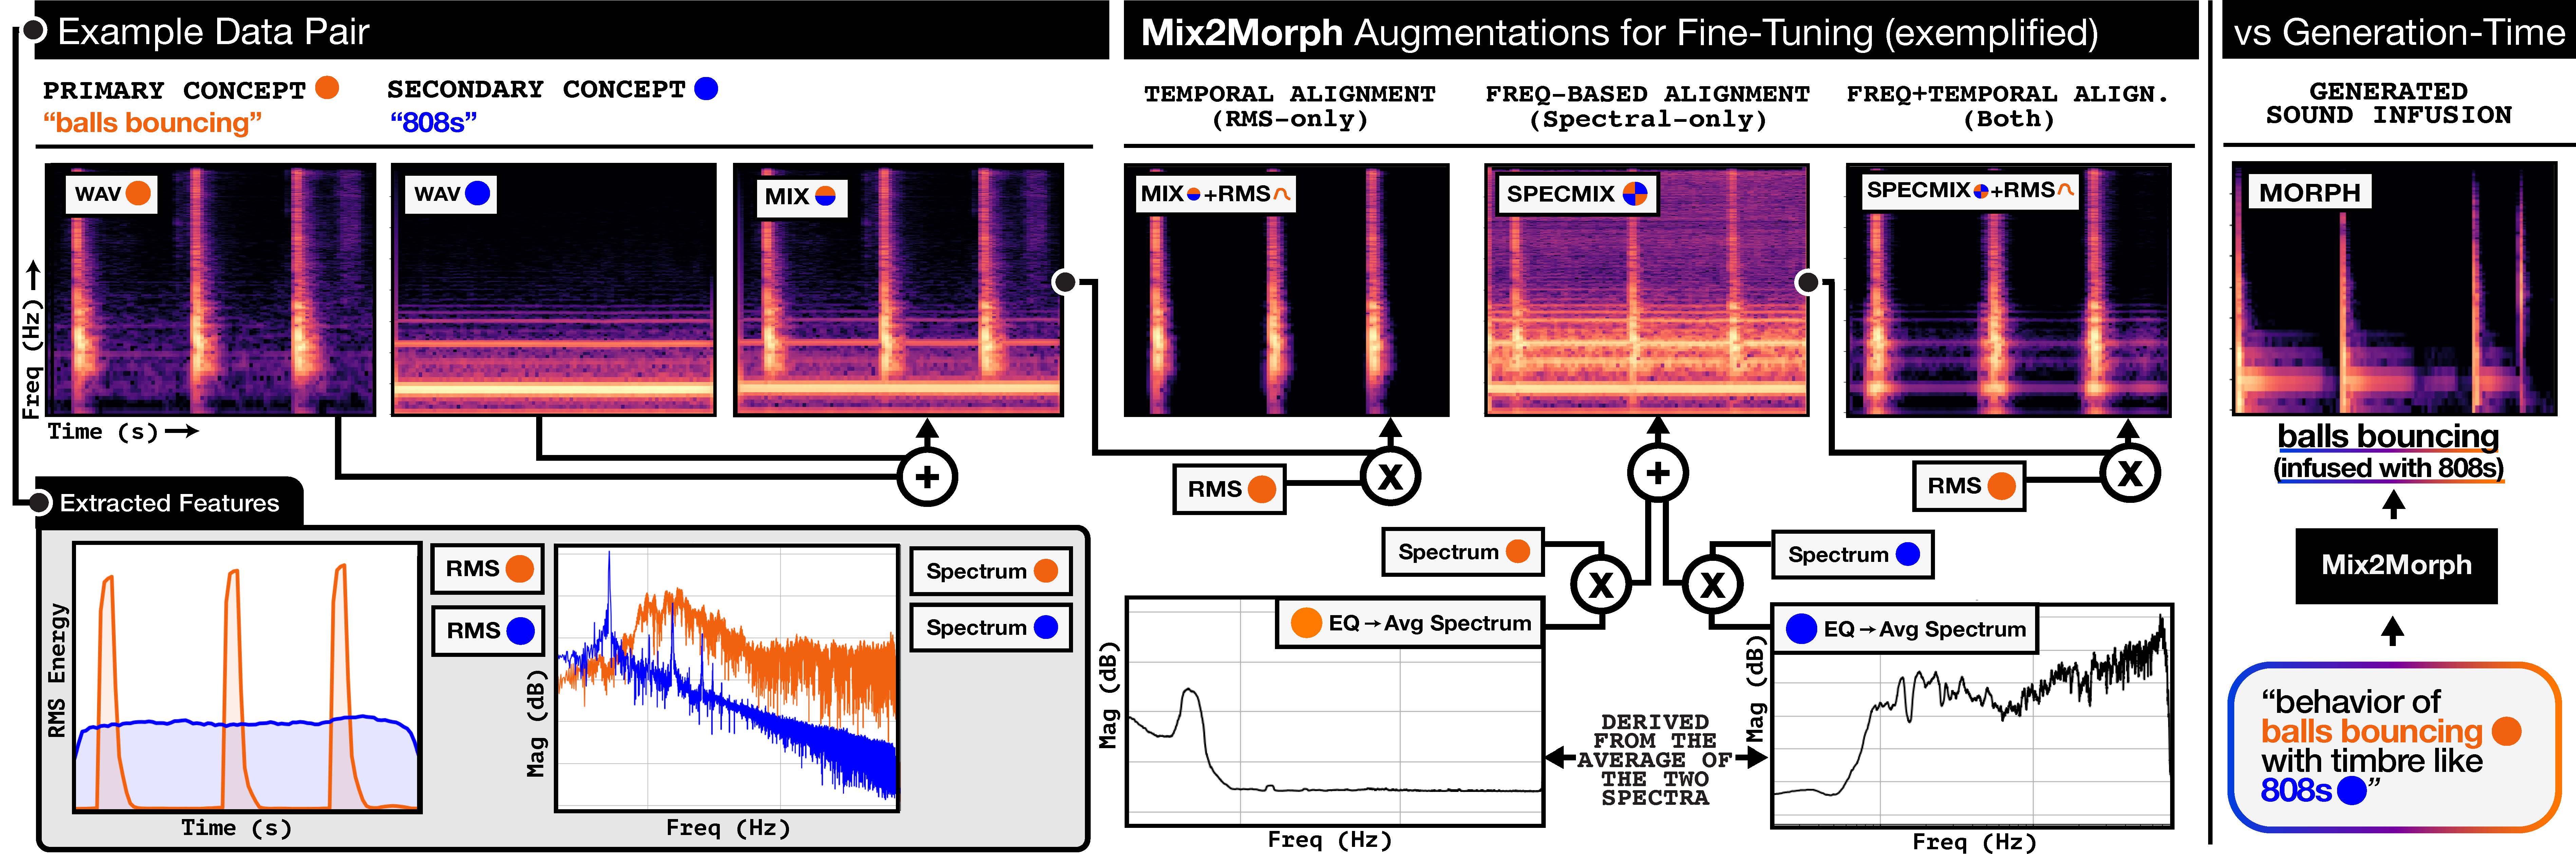 Example Data Pair
PRIMARY CONCEPT
“balls bouncing”
SECONDARY CONCEPT
“808s”
WAV
WAV
MIX
Freq (Hz)
Time (s)
Extracted Features
RMS Energy
Time (s)
RMS
RMS
Mag (dB)
Freq (Hz)
Spectrum
Spectrum
Mix2Morph Augmentations for Fine-Tuning (exemplified)
TEMPORAL ALIGNMENT
(RMS-only)
FREQ-BASED ALIGNMENT
(Spectral-only)
FREQ+TEMPORAL ALIGN.
(Both)
MIX+RMS
SPECMIX
SPECMIX+RMS
RMS
X
+
RMS
X
+
Spectrum
X
X
Spectrum
EQ→Avg Spectrum
Mag (dB)
Freq (Hz)
DERIVED
FROM THE
AVERAGE OF
THE TWO
SPECTRA
EQ→Avg Spectrum
Mag (dB)
Freq (Hz)
vs Generation-Time
GENERATED
SOUND INFUSION
MORPH
balls bouncing
(infused with 808s)
Mix2Morph
“behavior of
balls bouncing
with timbre like
808s”